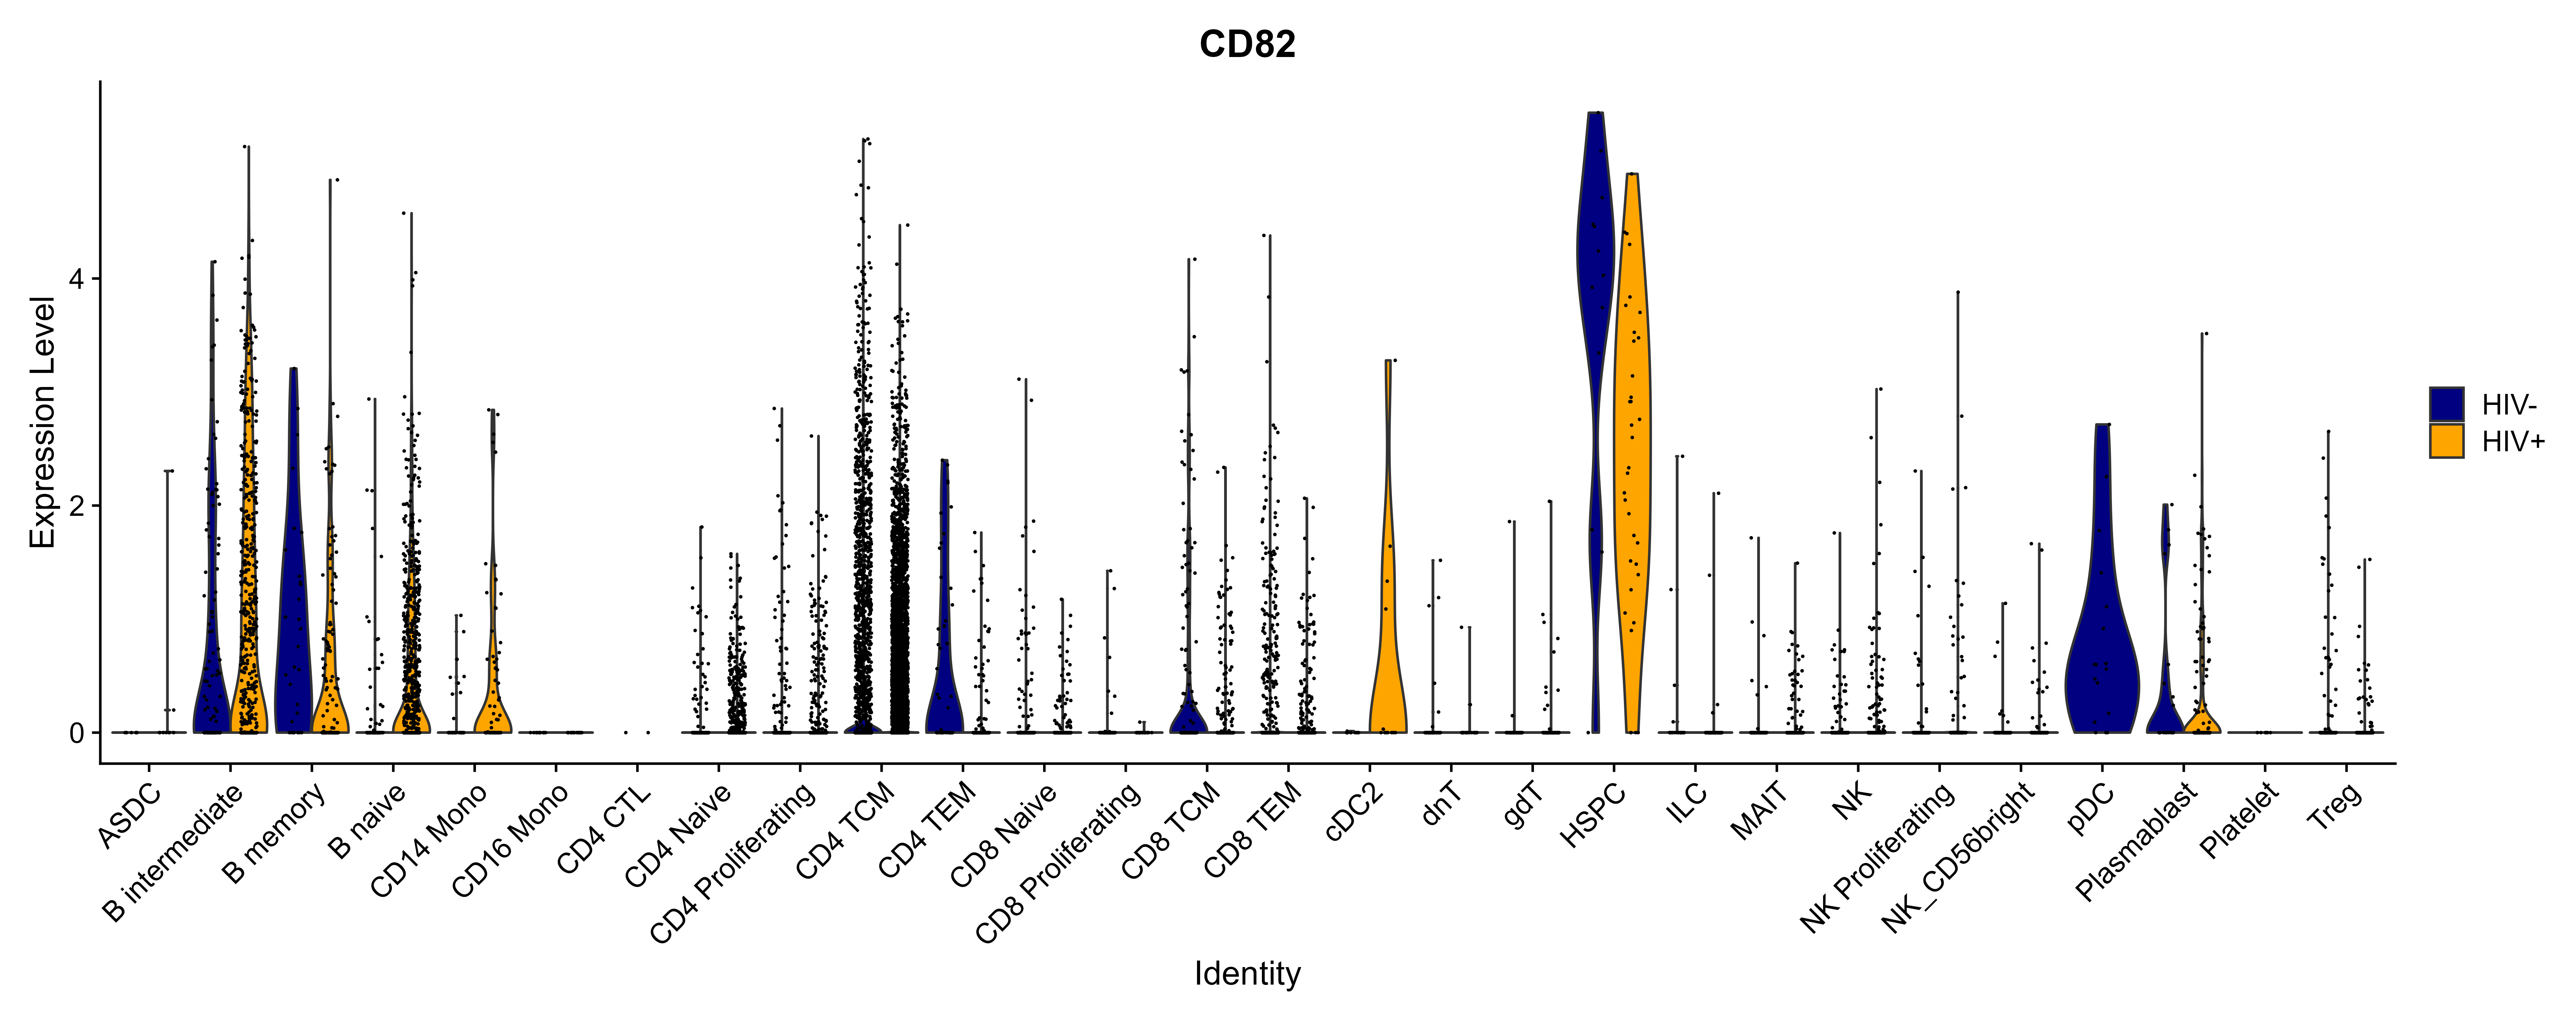 CD82
Expression Level
4
2
0
ASDC
B intermediate
B memory
B naive
CD14 Mono
CD16 Mono
CD4 CTL
CD4 Naive
CD4 Proliferating
CD4 TCM
CD4 TEM
CD8 Naive
CD8 Proliferating
CD8 TCM
CD8 TEM
cDC2
dnT
gdT
HSPC
ILC
MAIT
NK
NK Proliferating
NK_CD56bright
pDC
Plasmablast
Platelet
Treg
Identity
HIV-
HIV+